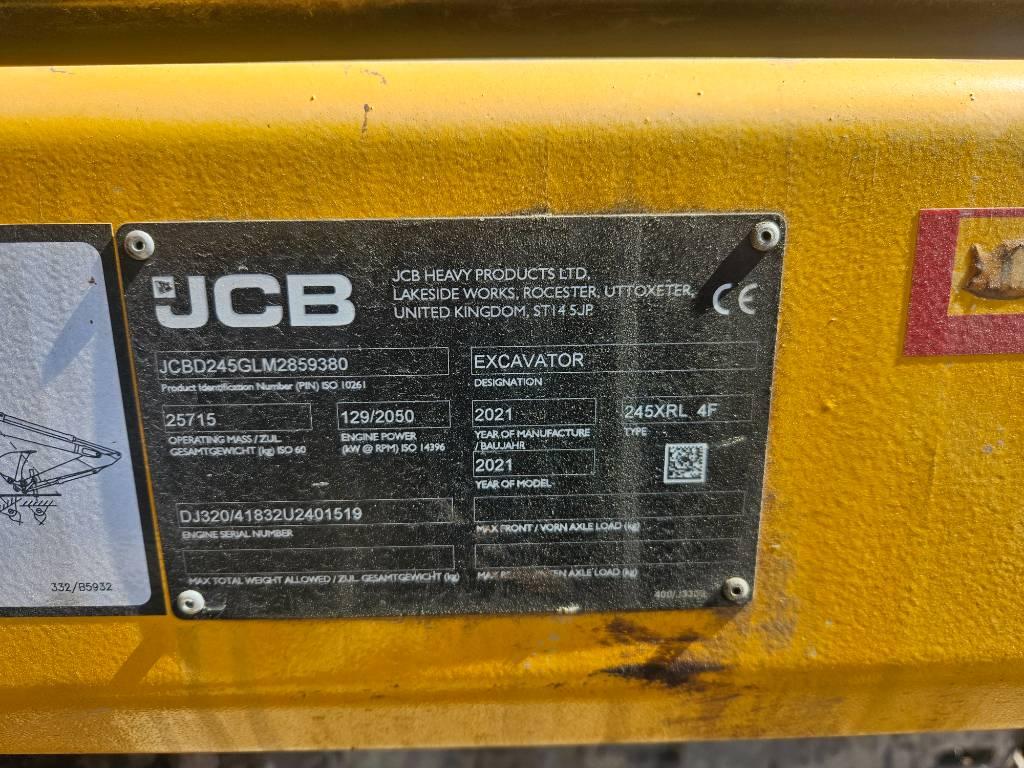 JCB
JCB HEAVY PRODUCTS LTD,
LAKESIDE WORKS, ROCESTER, UTTOXETER,
UNITED KINGDOM, ST14 5JP
CE
JCBD245GLM2859380
Product Identification Number (PIN) ISO 10261
EXCAVATOR
DESIGNATION
25715
OPERATING MASS / ZUL
GESAMTGEWICHT (kg) ISO 60
129/2050
ENGINE POWER
(kW @ RPM) ISO 14396
2021
YEAR OF MANUFACTURE
/ BAUJAHR
245XRL 4F
TYPE
2021
YEAR OF MODEL
DJ320/41832U2401519
ENGINE SERIAL NUMBER
MAX FRONT / VORN AXLE LOAD (kg)
MAX TOTAL WEIGHT ALLOWED / ZUL GESAMTGEWICHT (kg)
MAX AXLE LOAD (kg)
332/B5932